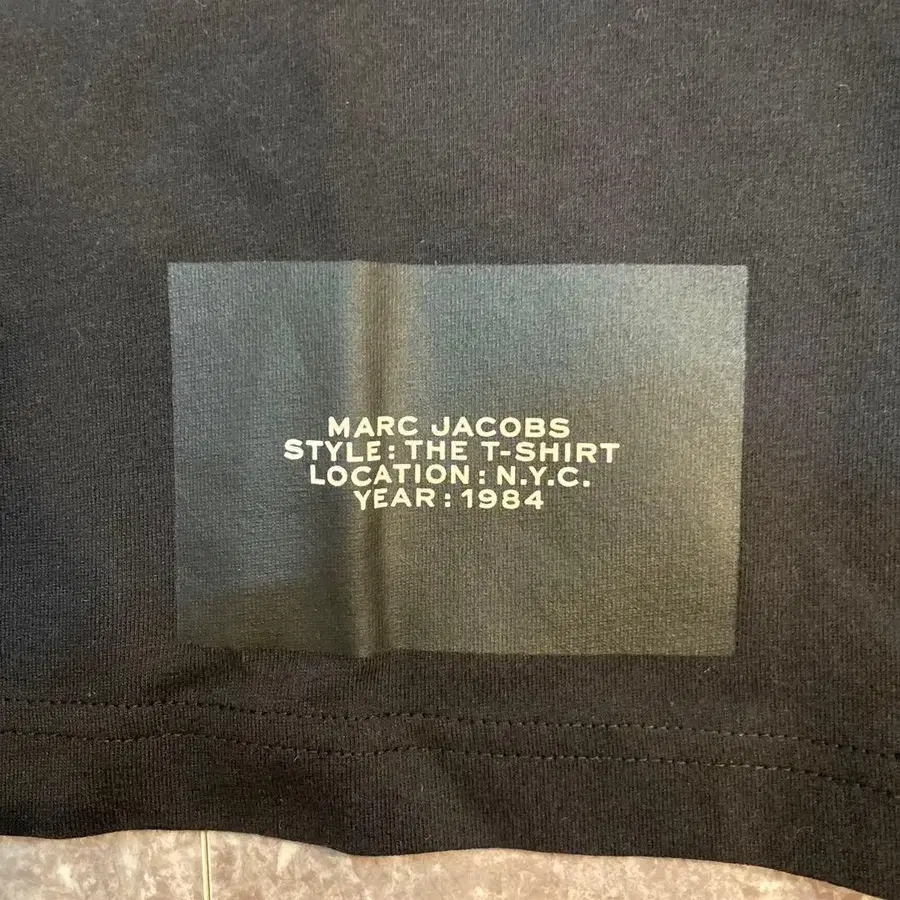 MARC JACOBS
STYLE: THE T-SHIRT
LOCATION: N.Y.C.
YEAR: 1984